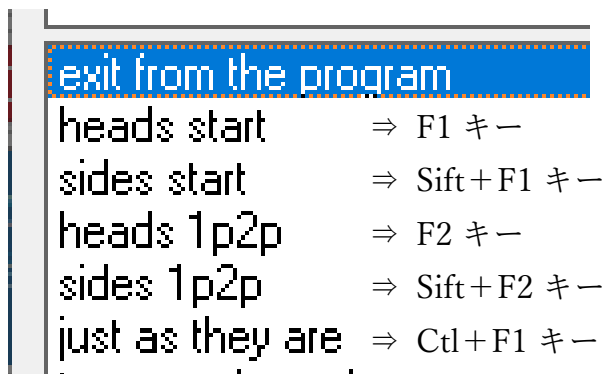 exit from the program
heads start ⇒ F1 キー
sides start ⇒ Sift＋F1 キー
heads 1p2p ⇒ F2 キー
sides 1p2p ⇒ Sift＋F2 キー
just as they are ⇒ Ctl＋F1 キー